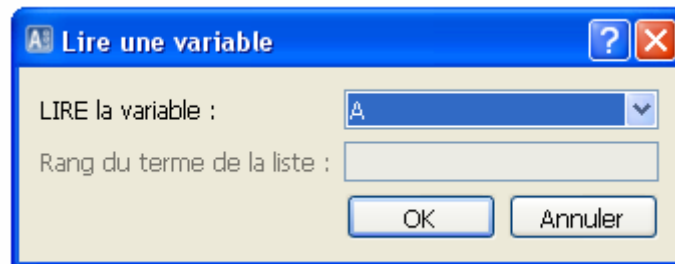 Lire une variable
LIRE la variable : A
Rang du terme de la liste :
OK Annuler